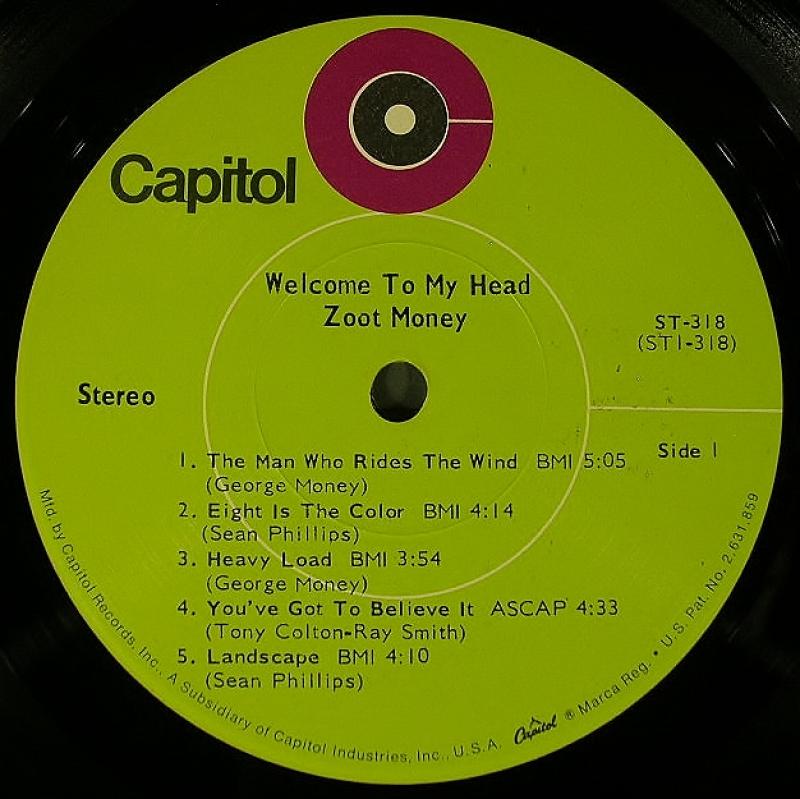 Capitol
Welcome To My Head
Zoot Money
ST-318
(ST1-318)
Stereo
Side 1
1. The Man Who Rides The Wind BMI 5:05
(George Money)
2. Eight Is The Color BMI 4:14
(Sean Phillips)
3. Heavy Load BMI 3:54
(George Money)
4. You've Got To Believe It ASCAP 4:33
(Tony Colton-Ray Smith)
5. Landscape BMI 4:10
(Sean Phillips)
Mfd. by Capitol Records, Inc., A Subsidiary of Capitol Industries, Inc., U.S.A. Capitol ® Marca Reg. • U.S. Pat. No. 2.631.859